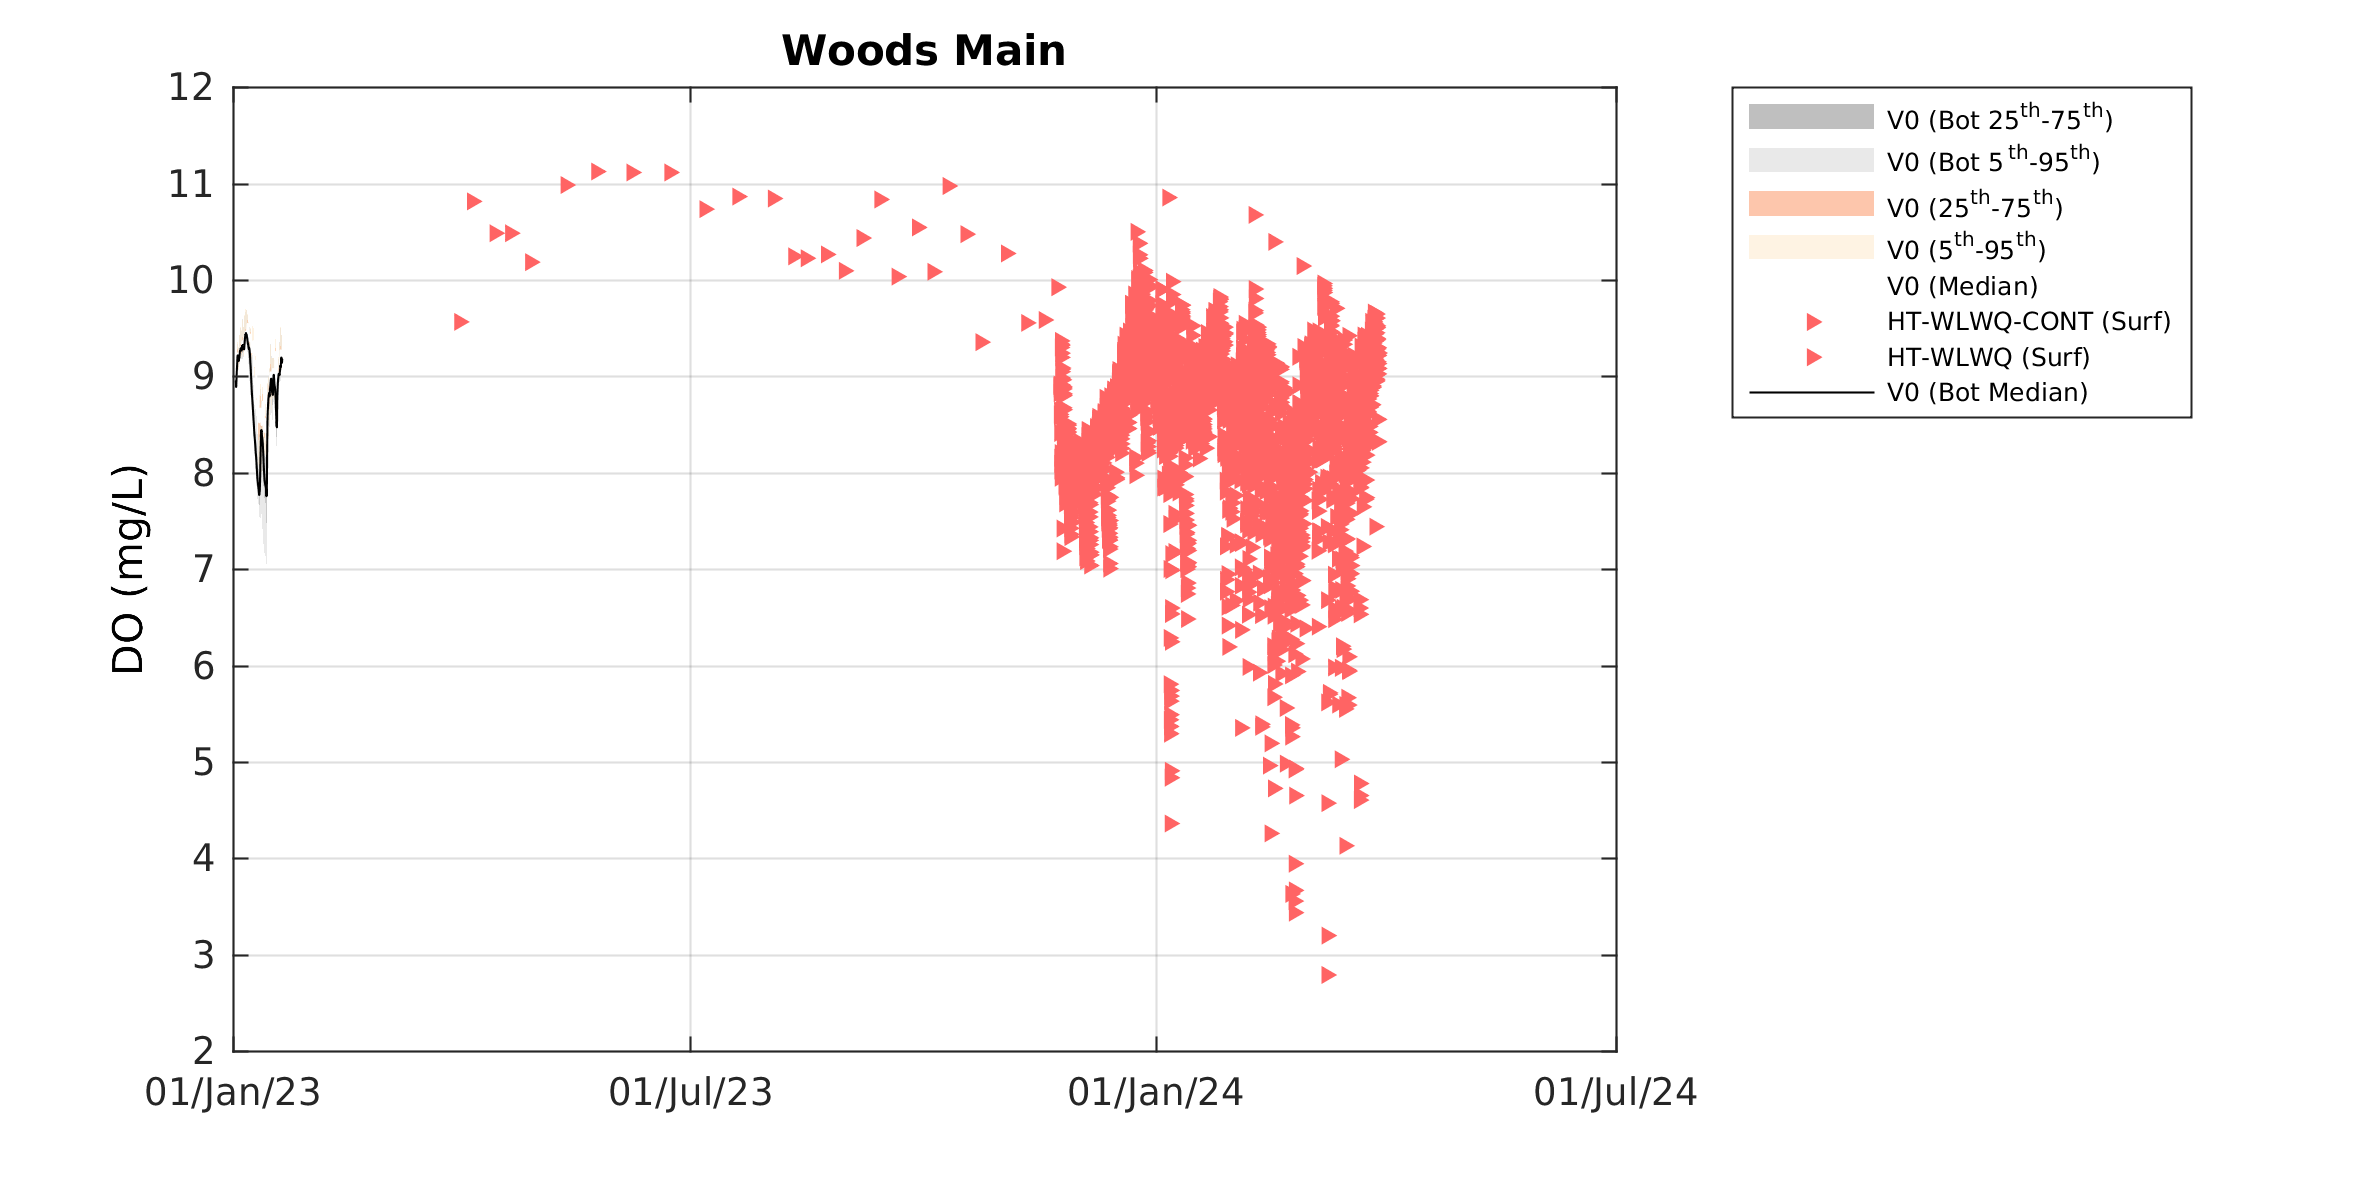 Woods Main
12
11
10
9
8
7
6
5
4
3
2
DO (mg/L)
01/Jan/23
01/Jul/23
01/Jan/24
01/Jul/24
V0 (Bot 25th-75th)
V0 (Bot 5th-95th)
V0 (25th-75th)
V0 (5th-95th)
V0 (Median)
HT-WLWQ-CONT (Surf)
HT-WLWQ (Surf)
V0 (Bot Median)